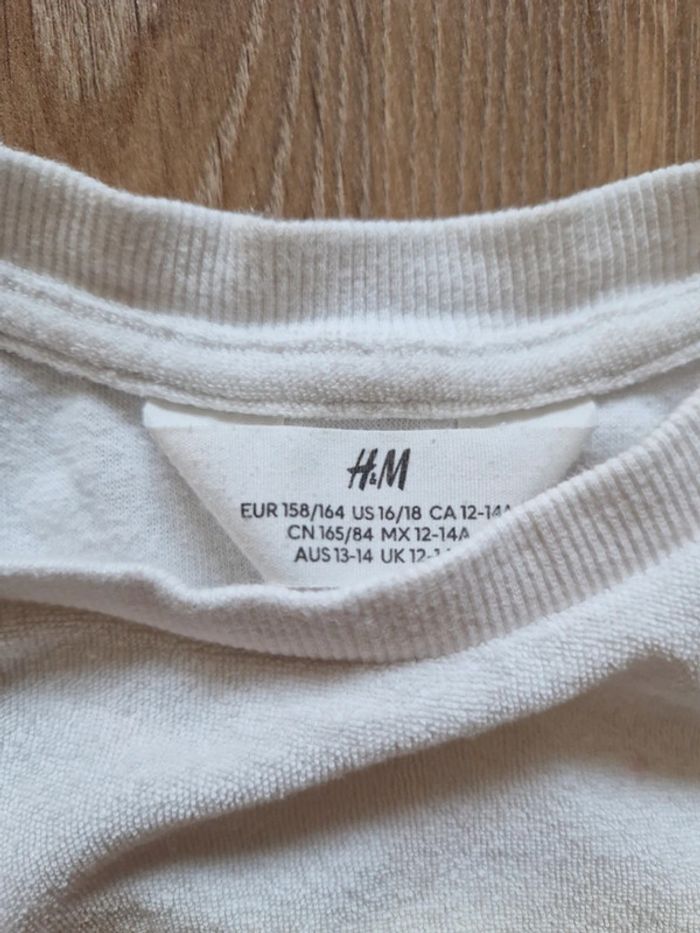 H&M
EUR 158/164 US 16/18 CA 12-14A
CN 165/84 MX 12-14A
AUS 13-14 UK